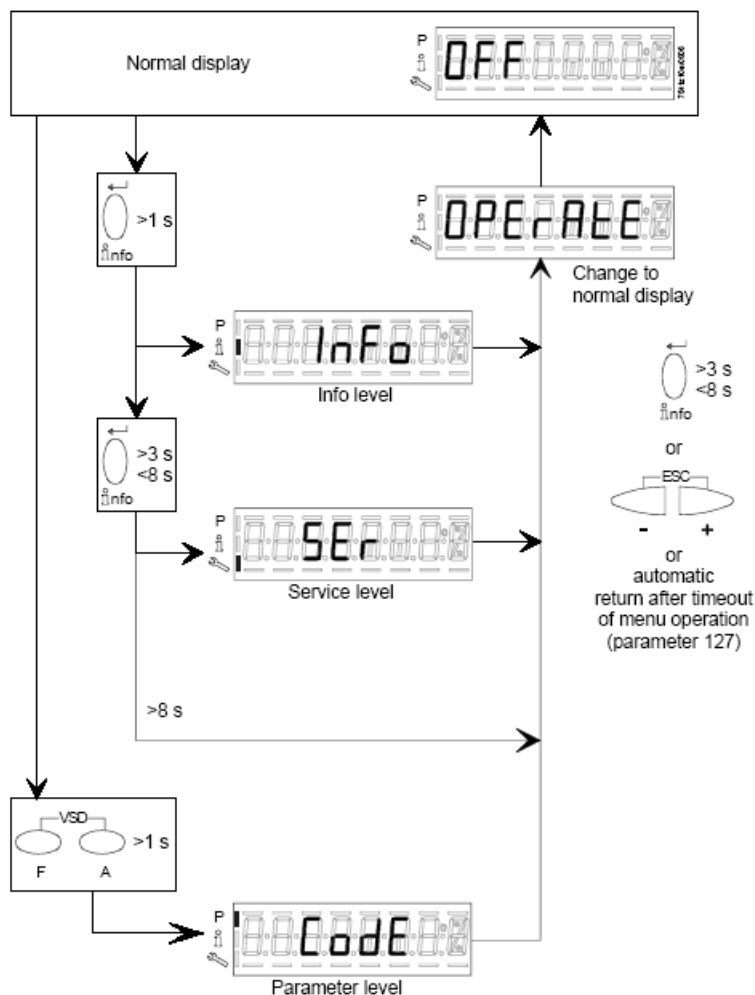 Normal display
P
OFF
>1 s
info
P
OPErAtE
Change to
normal display
P
InFo
Info level
>3 s
<8 s
info
>3 s
<8 s
info
or
ESC
- +
or
automatic
return after timeout
of menu operation
(parameter 127)
P
SEr
Service level
>8 s
VSD
>1 s
F A
P
CodE
Parameter level